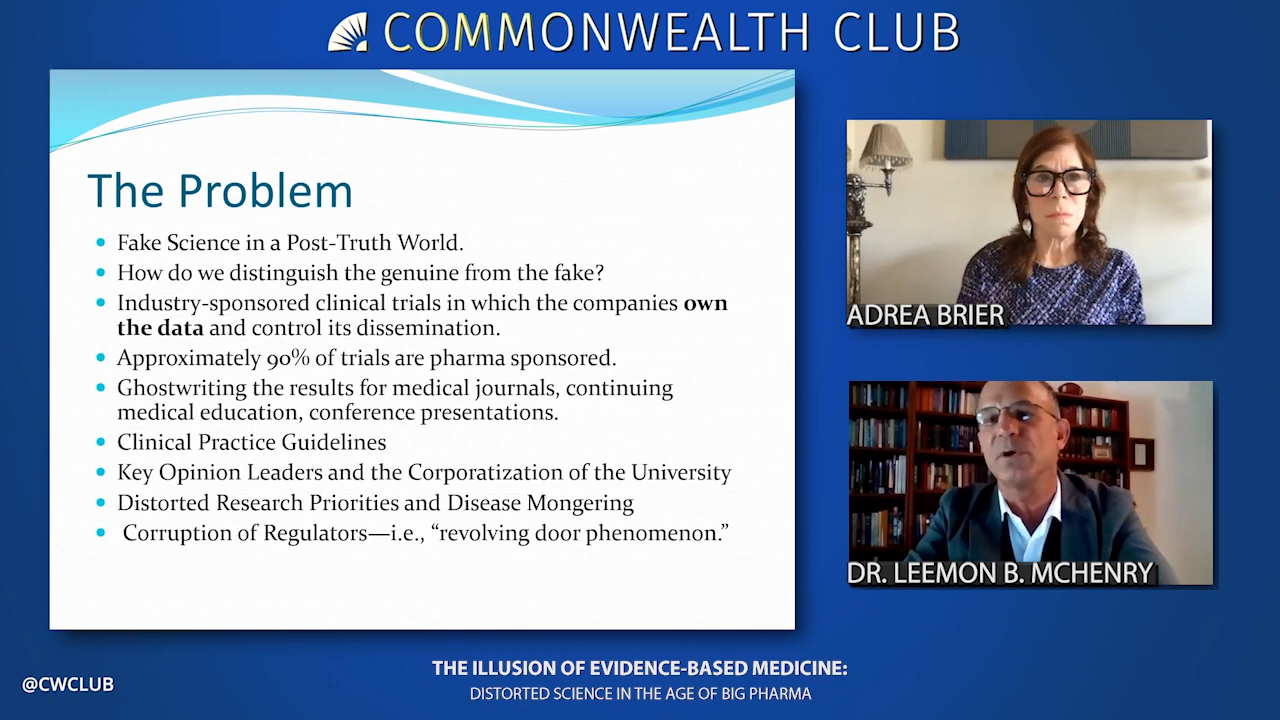 COMMONWEALTH CLUB
The Problem
Fake Science in a Post-Truth World.
How do we distinguish the genuine from the fake?
Industry-sponsored clinical trials in which the companies own
the data and control its dissemination.
Approximately 90% of trials are pharma sponsored.
Ghostwriting the results for medical journals, continuing
medical education, conference presentations.
Clinical Practice Guidelines
Key Opinion Leaders and the Corporatization of the University
Distorted Research Priorities and Disease Mongering
Corruption of Regulators—i.e., “revolving door phenomenon.”
ADREA BRIER
DR. LEEMON B. MCHENRY
@CWCLUB
THE ILLUSION OF EVIDENCE-BASED MEDICINE:
DISTORTED SCIENCE IN THE AGE OF BIG PHARMA